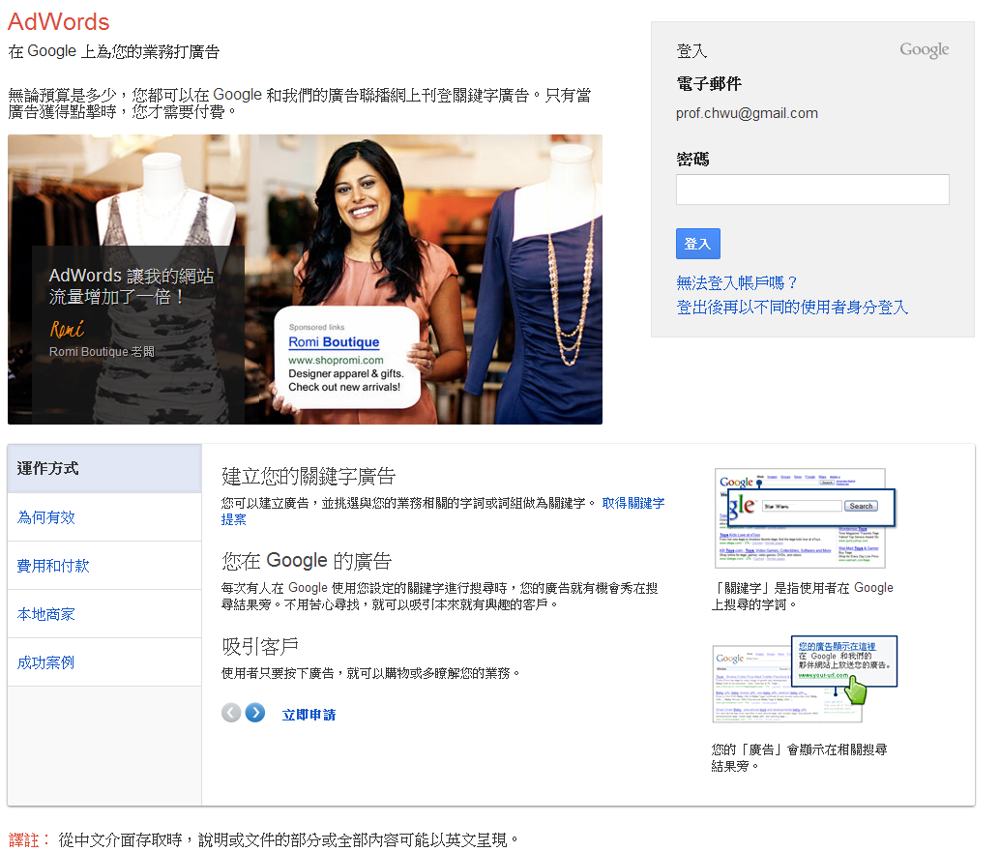 AdWords
在 Google 上為您的業務打廣告
無論預算是多少，您都可以在 Google 和我們的廣告聯播網上刊登關鍵字廣告。只有當
廣告獲得點擊時，您才需要付費。
AdWords 讓我的網站
流量增加了一倍！
Romi
Romi Boutique 老闆
Sponsored links
Romi Boutique
www.shopromi.com
Designer apparel & gifts.
Check out new arrivals!
登入
Google
電子郵件
prof.chwu@gmail.com
密碼
登入
無法登入帳戶嗎？
登出後再以不同的使用者身分登入
運作方式
為何有效
費用和付款
本地商家
成功案例
建立您的關鍵字廣告
您可以建立廣告，並挑選與您的業務相關的字詞或詞組做為關鍵字。 取得關鍵字
提案
您在 Google 的廣告
每次有人在 Google 使用您設定的關鍵字進行搜尋時，您的廣告就有機會秀在搜
尋結果旁。不用苦心尋找，就可以吸引本來就有興趣的客戶。
吸引客戶
使用者只要按下廣告，就可以購物或多瞭解您的業務。
立即申請
Google
gle
Star Wars
Search
「關鍵字」是指使用者在 Google
上搜尋的字詞。
Google
您的廣告顯示在這裡
在 Google 和我們的
夥伴網站上放送您的廣告。
www.your-url.com
您的「廣告」會顯示在相關搜尋
結果旁。
譯註： 從中文介面存取時，說明或文件的部分或全部內容可能以英文呈現。